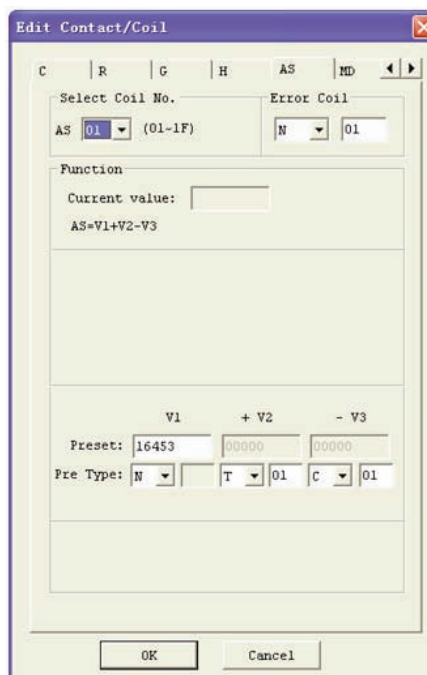 Edit Contact/Coil
C R G H AS MD
Select Coil No. Error Coil
AS 01 (01-1F) N 01
Function
Current value:
AS=V1+V2-V3
V1 + V2 - V3
Preset: 16453 00000 00000
Pre Type: N T 01 C 01
OK Cancel